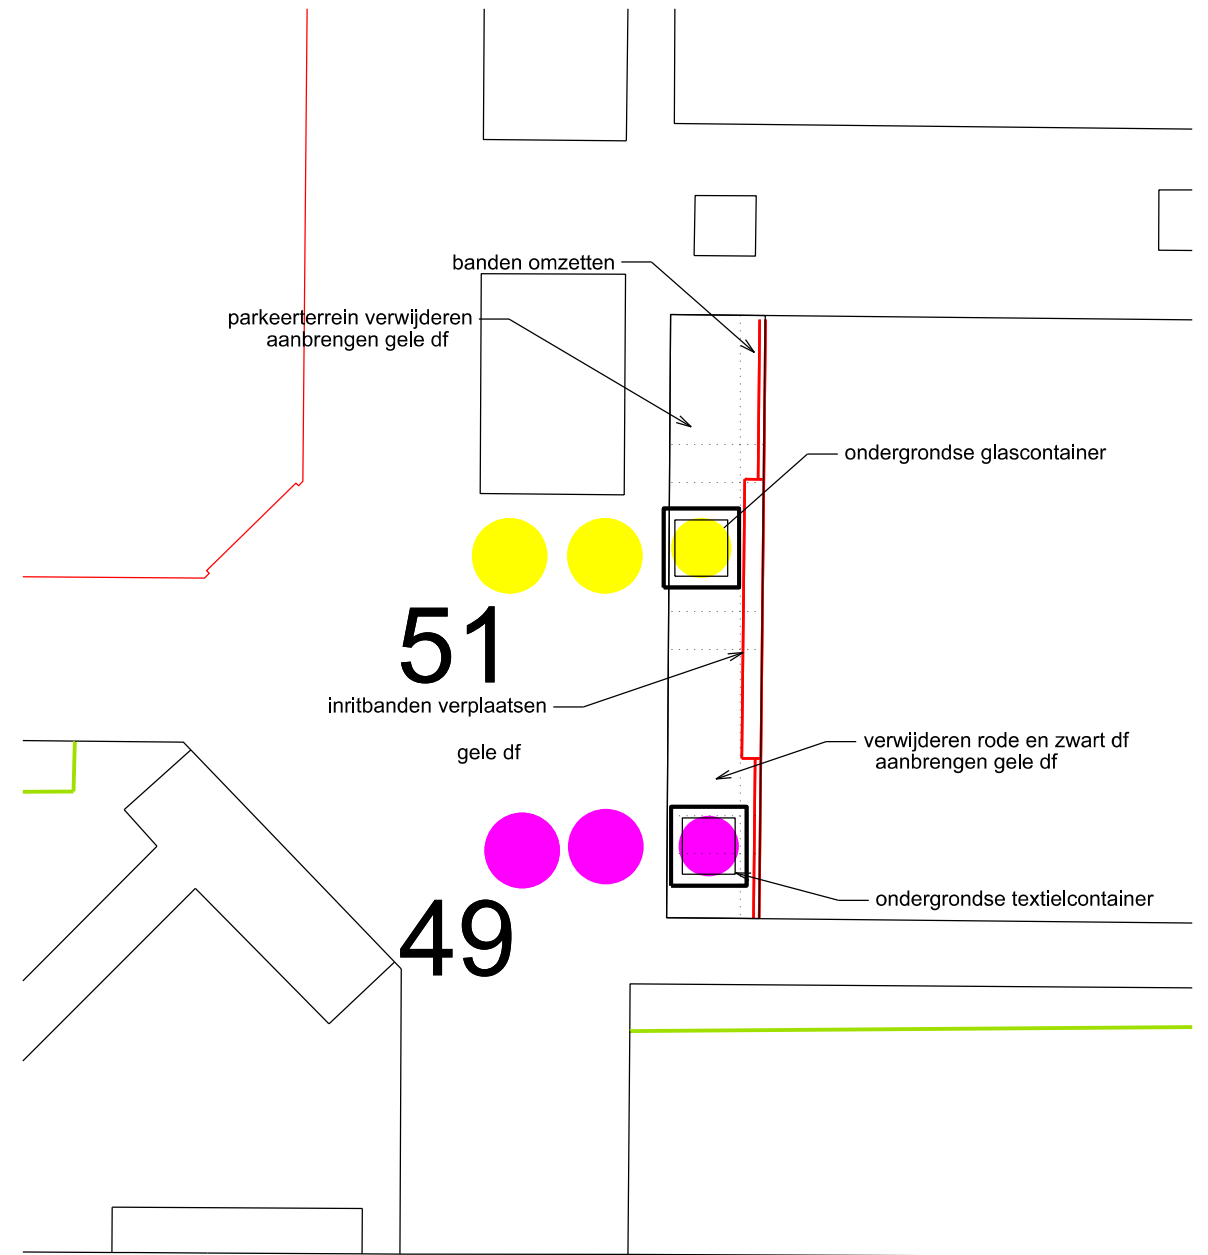 banden omzetten
parkeerterrein verwijderen
aanbrengen gele df
ondergrondse glascontainer
51
inritbanden verplaatsen
gele df
verwijderen rode en zwart df
aanbrengen gele df
ondergrondse textielcontainer
49